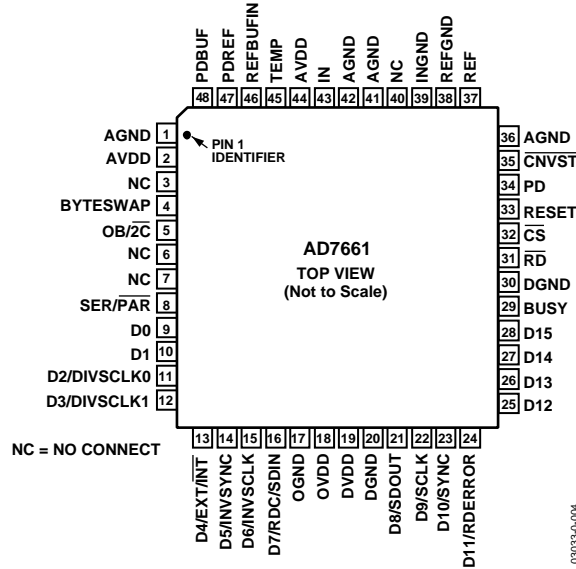 PDBUF
PDREF
REFBUFIN
TEMP
AVDD
IN
AGND
AGND
NC
INGND
REFGND
REF
48 47 46 45 44 43 42 41 40 39 38 37
AGND 1
AVDD 2
NC 3
BYTESWAP 4
OB/2C̅ 5
NC 6
NC 7
SER/P̅A̅R̅ 8
D0 9
D1 10
D2/DIVSCLK0 11
D3/DIVSCLK1 12
PIN 1
IDENTIFIER
AD7661
TOP VIEW
(Not to Scale)
36 AGND
35 C̅N̅V̅S̅T̅
34 PD
33 RESET
32 C̅S̅
31 R̅D̅
30 DGND
29 BUSY
28 D15
27 D14
26 D13
25 D12
13 14 15 16 17 18 19 20 21 22 23 24
D4/EXT/I̅N̅T̅
D5/INVSYNC
D6/INVSCLK
D7/RDC/SDIN
OGND
OVDD
DVDD
DGND
D8/SDOUT
D9/SCLK
D10/SYNC
D11/RDERROR
NC = NO CONNECT
03033-0-004